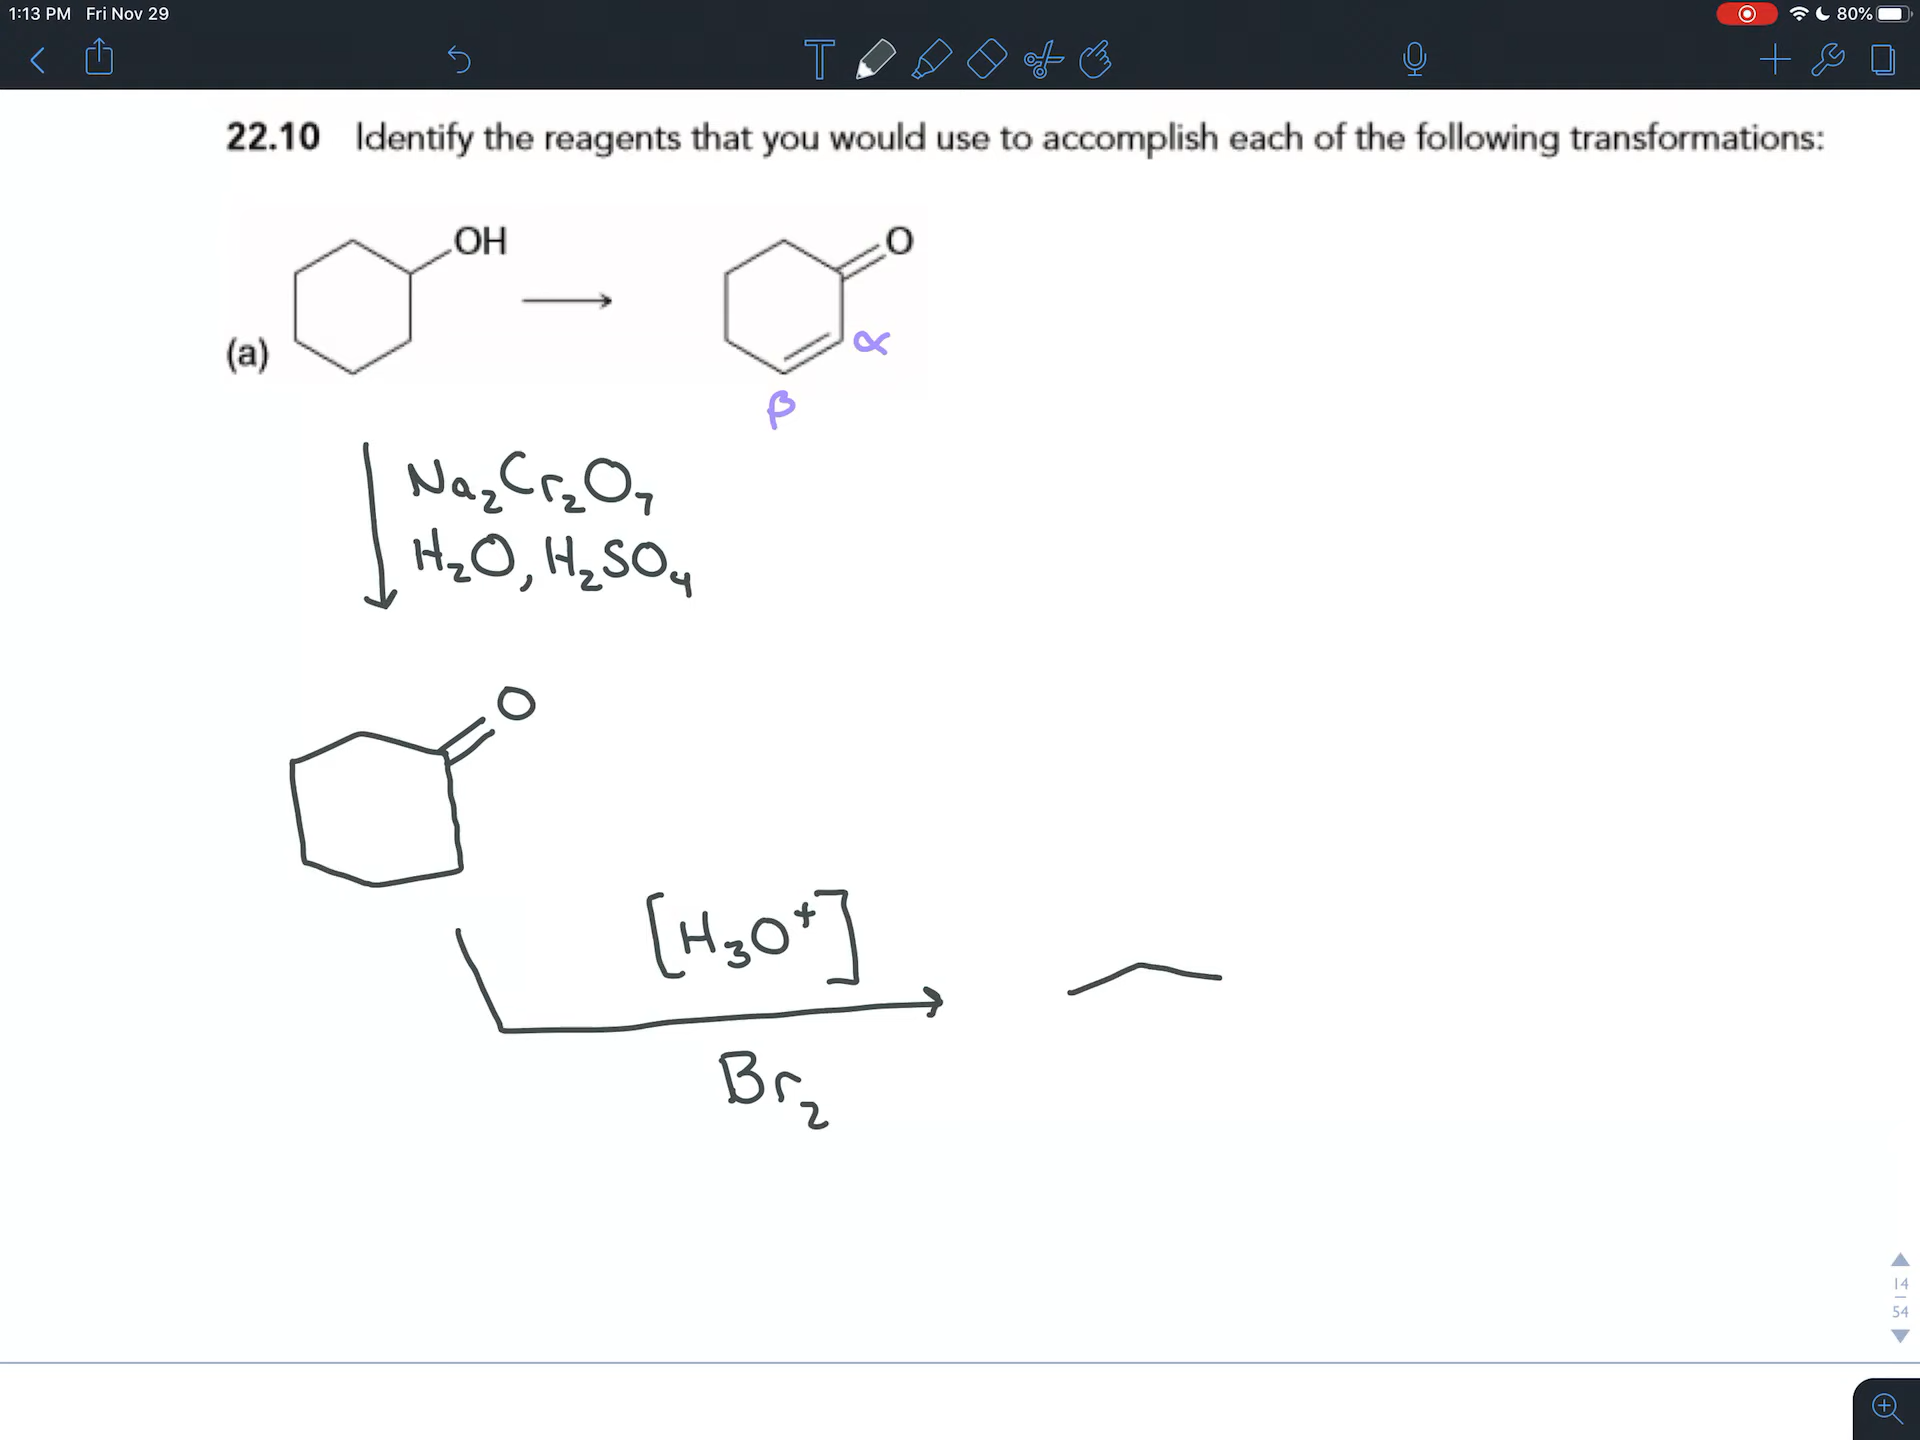 1:13 PM Fri Nov 29
80%
T
22.10 Identify the reagents that you would use to accomplish each of the following transformations:
OH
O
(a)
α
β
Na₂Cr₂O₇
H₂O, H₂SO₄
O
[H₃O⁺]
Br₂
14
54